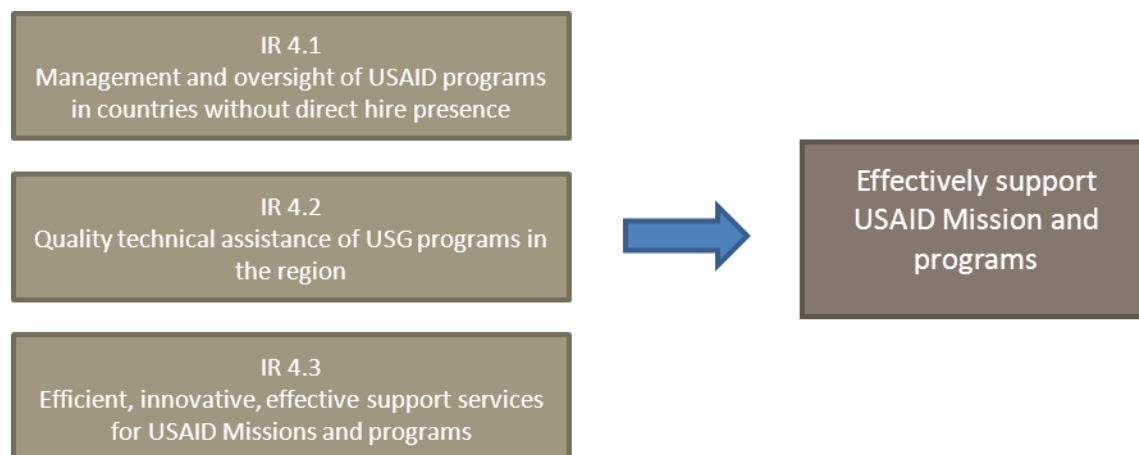 IR 4.1
Management and oversight of USAID programs
in countries without direct hire presence
IR 4.2
Quality technical assistance of USG programs in
the region
IR 4.3
Efficient, innovative, effective support services
for USAID Missions and programs
Effectively support
USAID Mission and
programs